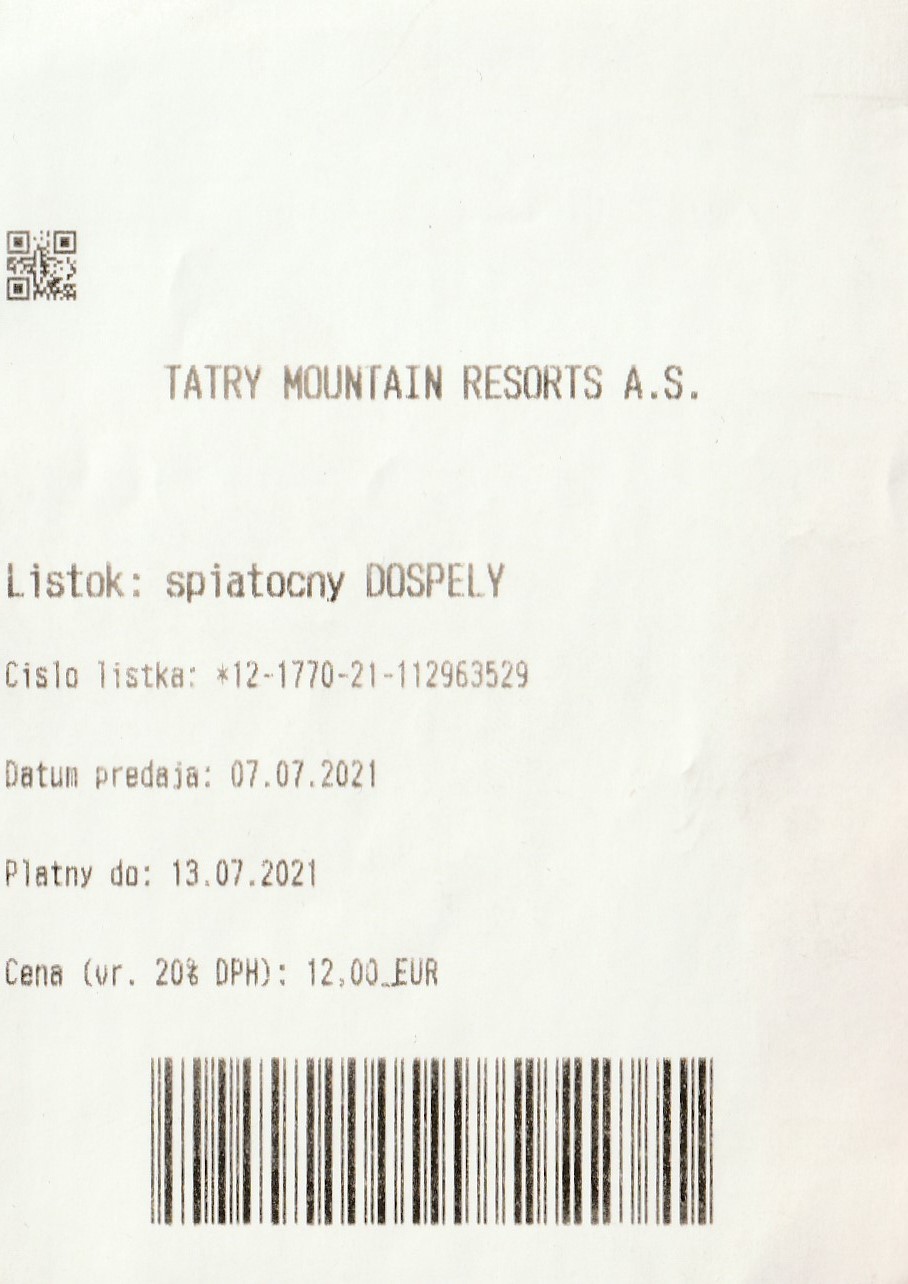 TATRY MOUNTAIN RESORTS A.S.
Listok: spiatocny DOSPELY
Cislo listka: *12-1770-21-112963529
Datum predaja: 07.07.2021
Platny do: 13.07.2021
Cena (vr. 20% DPH): 12,00 EUR